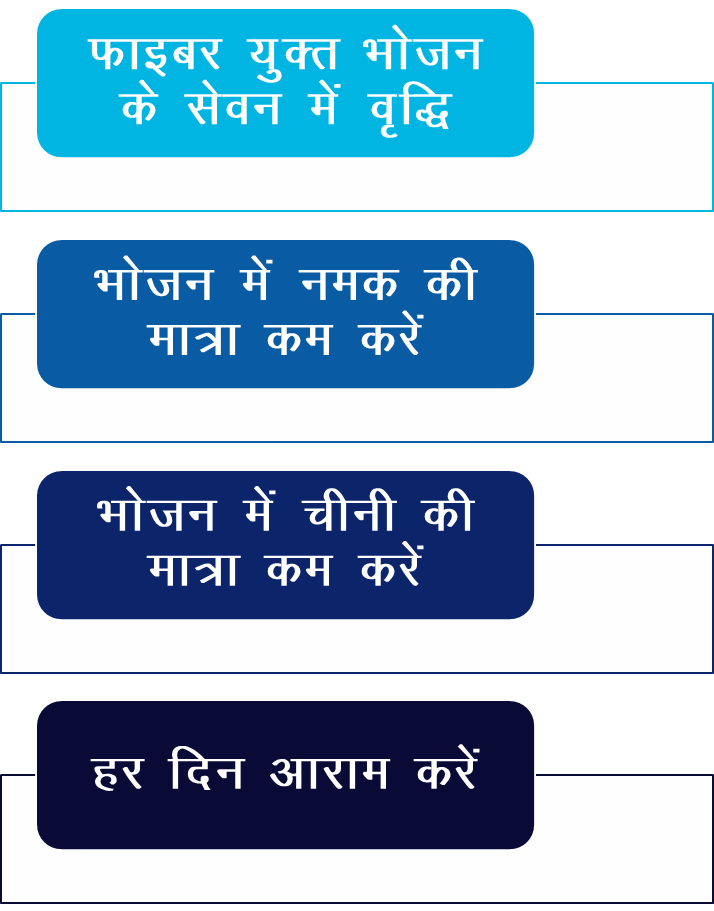 फाइबर युक्त भोजन
के सेवन में वृद्धि
भोजन में नमक की
मात्रा कम करें
भोजन में चीनी की
मात्रा कम करें
हर दिन आराम करें